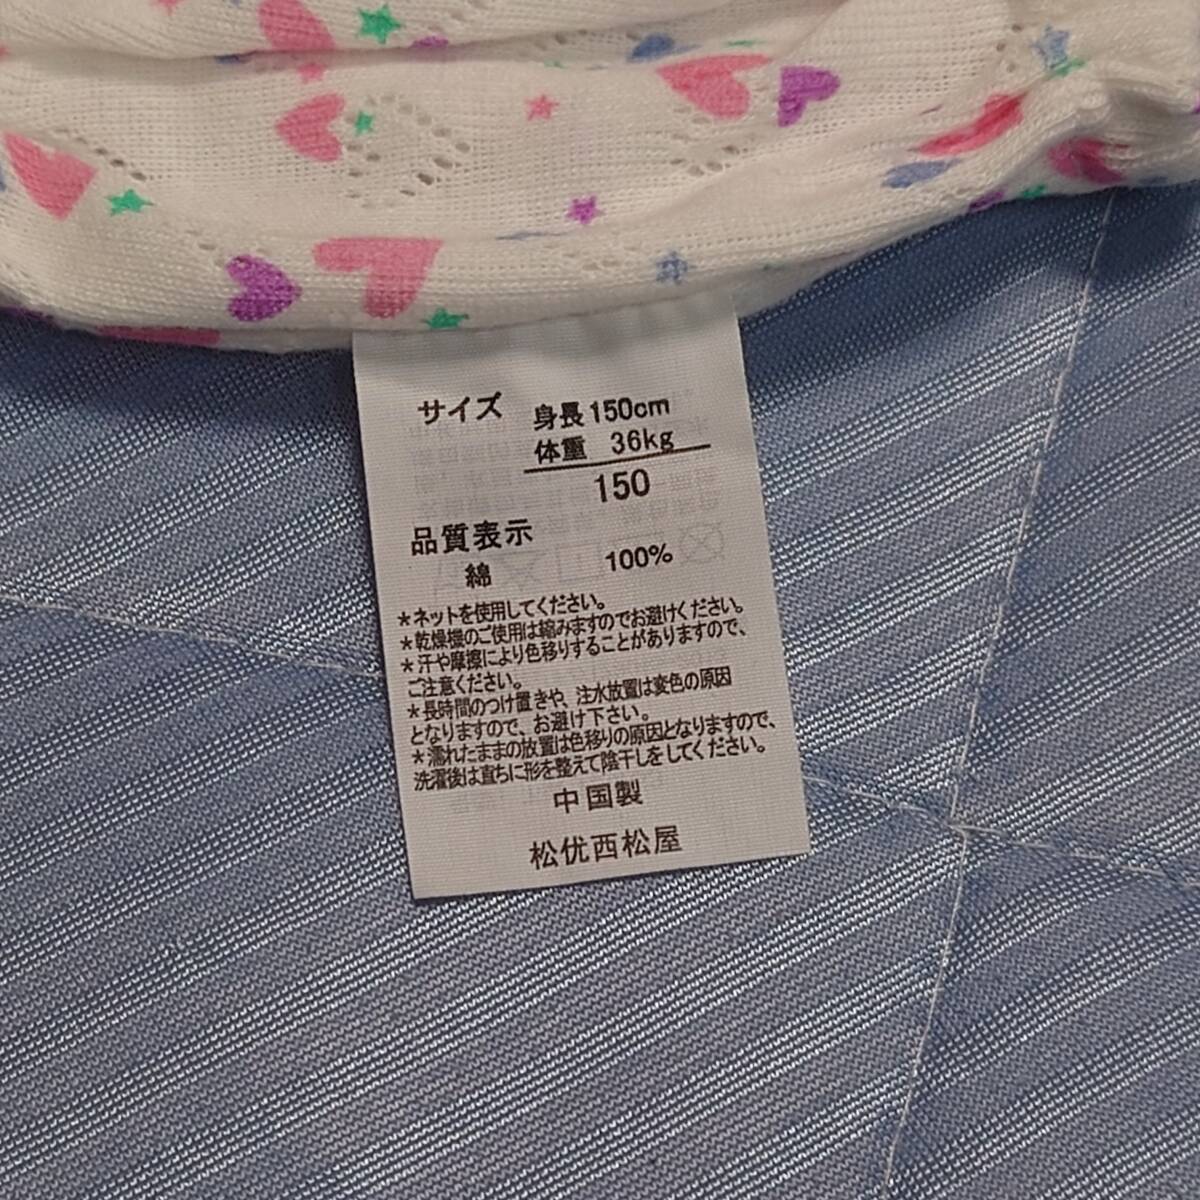 サイズ 身長150cm
体重 36kg
150
品質表示
綿 100%
*ネットを使用してください。
*乾燥機のご使用は縮みますのでお避けください。
*汗や摩擦により色移りすることがありますので、
ご注意ください。
*長時間のつけ置きや、注水放置は変色の原因
となりますので、お避け下さい。
*濡れたままの放置は色移りの原因となりますので、
洗濯後は直ちに形を整えて陰干しをしてください。
中国製
松优西松屋